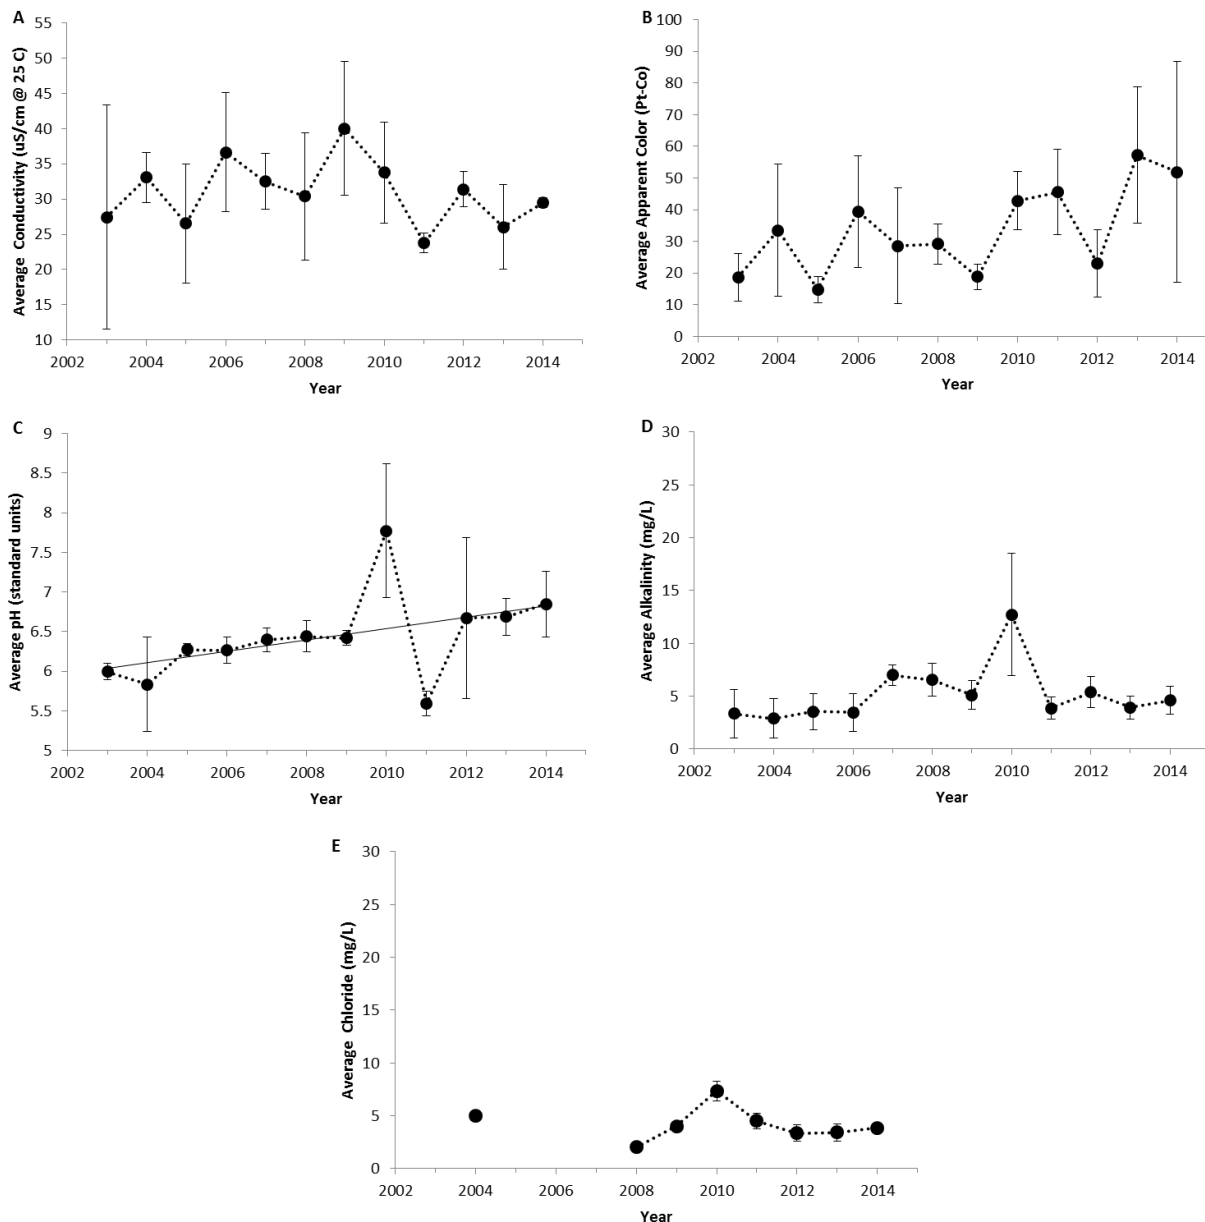 A
Average Conductivity (uS/cm @ 25 C)
55
50
45
40
35
30
25
20
15
10
2002 2004 2006 2008 2010 2012 2014
Year
B
Average Apparent Color (Pt-Co)
100
90
80
70
60
50
40
30
20
10
0
2002 2004 2006 2008 2010 2012 2014
Year
C
Average pH (standard units)
9
8.5
8
7.5
7
6.5
6
5.5
5
2002 2004 2006 2008 2010 2012 2014
Year
D
Average Alkalinity (mg/L)
30
25
20
15
10
5
0
2002 2004 2006 2008 2010 2012 2014
Year
E
Average Chloride (mg/L)
30
25
20
15
10
5
0
2002 2004 2006 2008 2010 2012 2014
Year